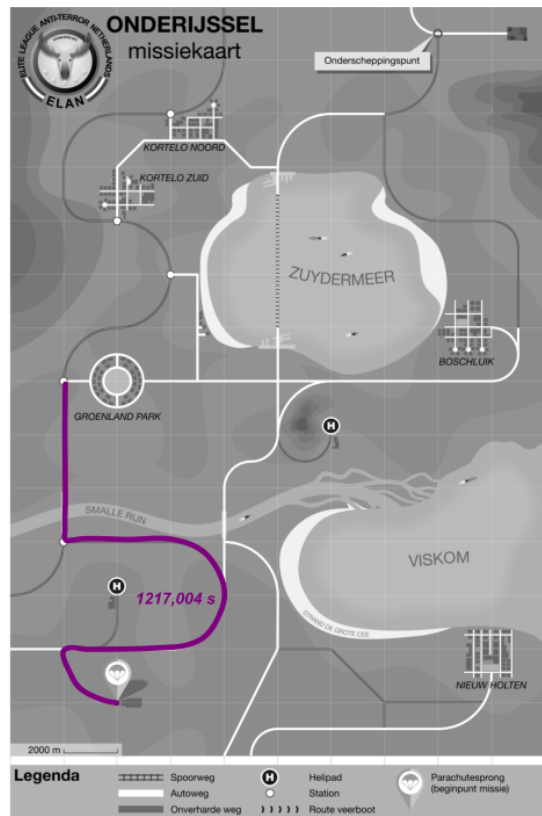 ELITE LEAGUE ANTI-TERROR NETHERLANDS
ELAN
ONDERIJSSEL
missiekaart
Onderscheppingspunt
KORTELO NOORD
KORTELO ZUID
ZUYDERMEER
BOSCHLUIK
GROENLAND PARK
H
SMALLE RIJN
VISKOM
H
1217,004 s
STRAND DE GROTE CEE
NIEUW HOLTEN
2000 m
Legenda
Spoorweg
Autoweg
Onverharde weg
H
Helipad
Station
Route veerboot
Parachutesprong
(beginpunt missie)